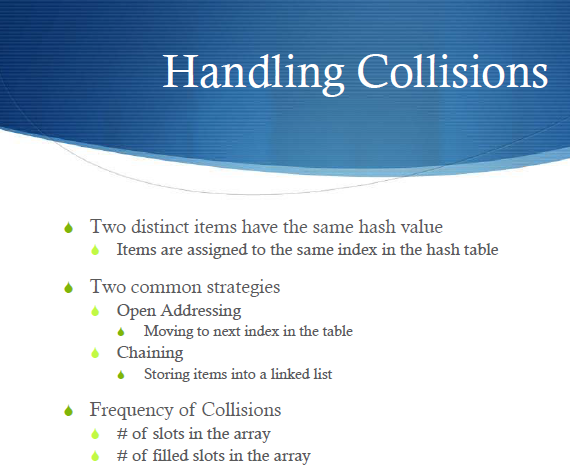 Handling Collisions
Two distinct items have the same hash value
Items are assigned to the same index in the hash table
Two common strategies
Open Addressing
Moving to next index in the table
Chaining
Storing items into a linked list
Frequency of Collisions
# of slots in the array
# of filled slots in the array